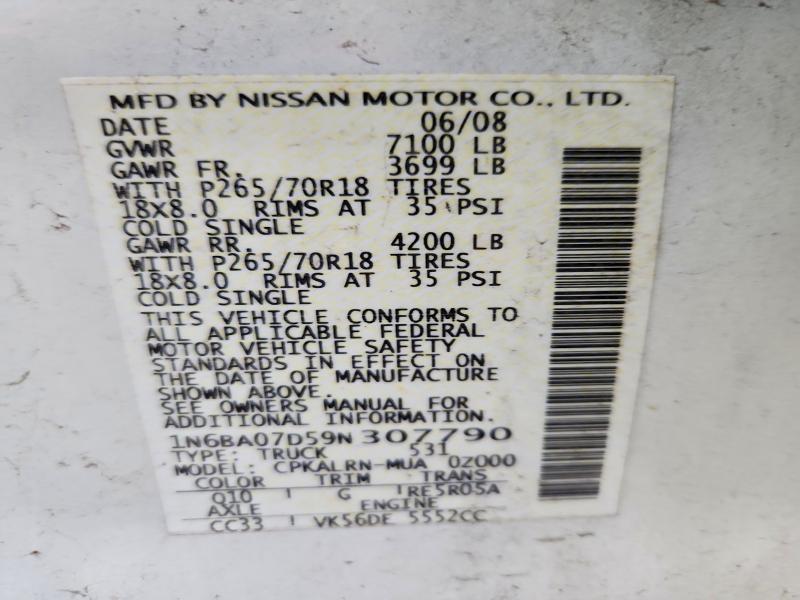 MFD BY NISSAN MOTOR CO., LTD.
DATE 06/08
GVWR 7100 LB
GAWR FR. 3699 LB
WITH P265/70R18 TIRES
18X8.0 RIMS AT 35 PSI
COLD SINGLE
GAWR RR. 4200 LB
WITH P265/70R18 TIRES
18X8.0 RIMS AT 35 PSI
COLD SINGLE
THIS VEHICLE CONFORMS TO
ALL APPLICABLE FEDERAL
MOTOR VEHICLE SAFETY
STANDARDS IN EFFECT ON
THE DATE OF MANUFACTURE
SHOWN ABOVE.
SEE OWNERS MANUAL FOR
ADDITIONAL INFORMATION.
1N6BA07D59N307790
TYPE: TRUCK 531
MODEL: CPKALRN-MUA 0Z000
COLOR TRIM TRANS
Q10 G RE5R05A
AXLE ENGINE
CC33 VK56DE 5552CC